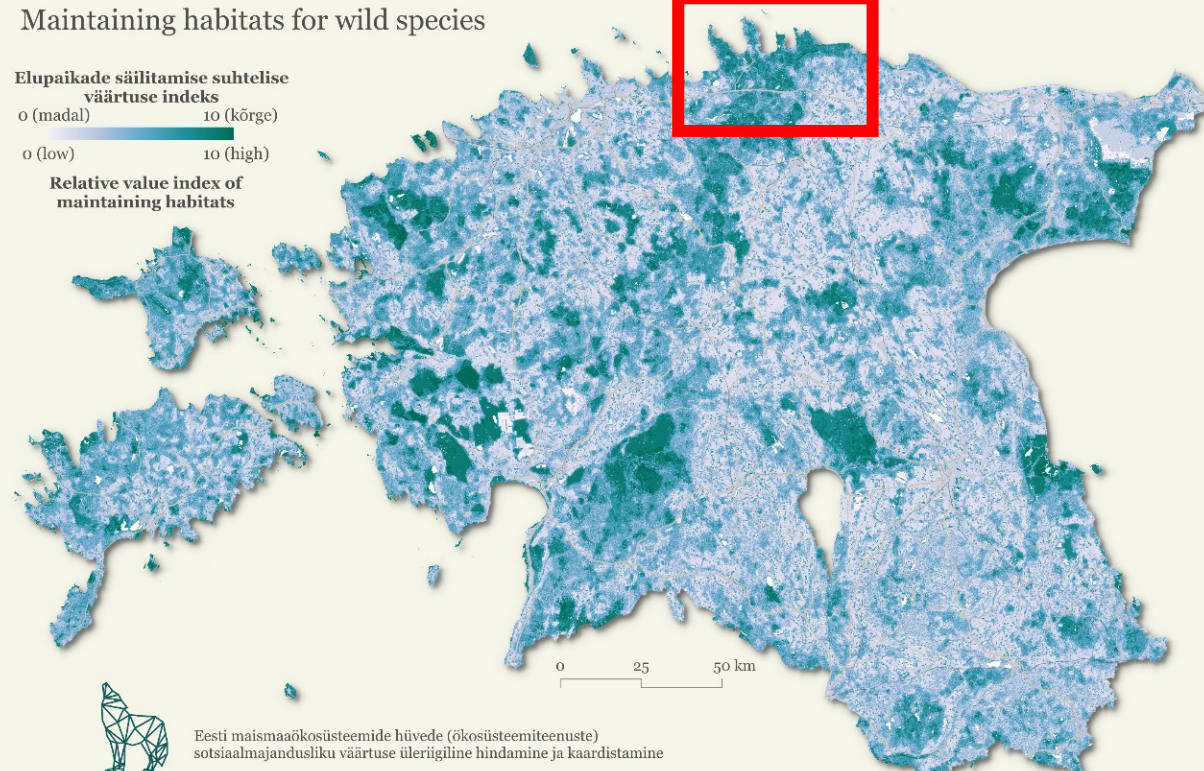 Maintaining habitats for wild species
Elupaikade säilitamise suhtelise
väärtuse indeks
0 (madal) 10 (kõrge)
0 (low) 10 (high)
Relative value index of
maintaining habitats
0 25 50 km
Eesti maismaaökosüsteemide hüvede (ökosüsteemiteenuste)
sotsiaalmajandusliku väärtuse üleriigiline hindamine ja kaardistamine